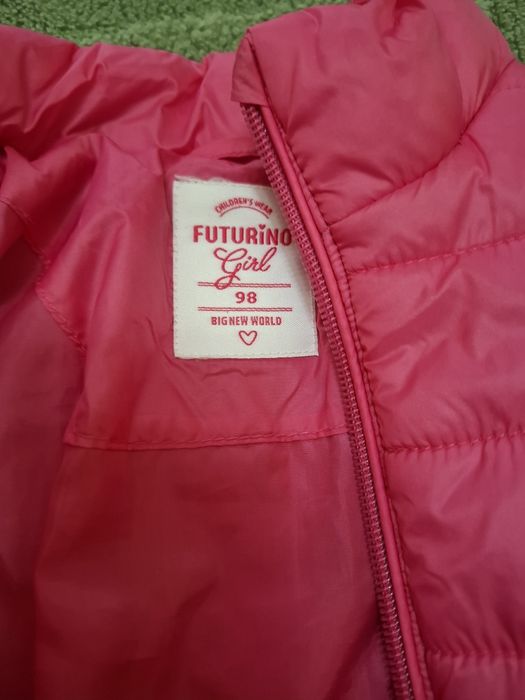 CHILDREN'S WEAR
FUTURiNO
Girl
98
BIG NEW WORLD